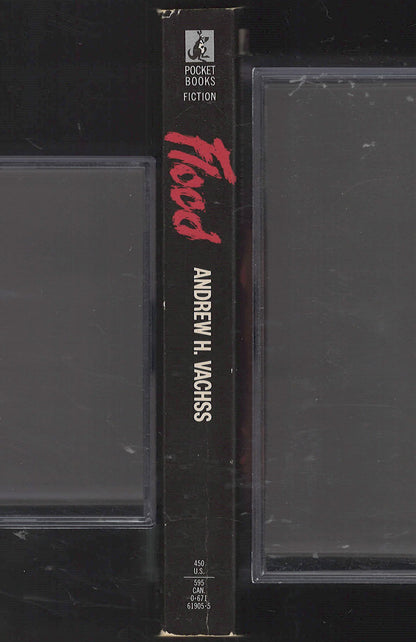 POCKET
BOOKS
FICTION
Flood
ANDREW H. VACHSS
450
U.S.
595
CAN.
0-671
61905-5